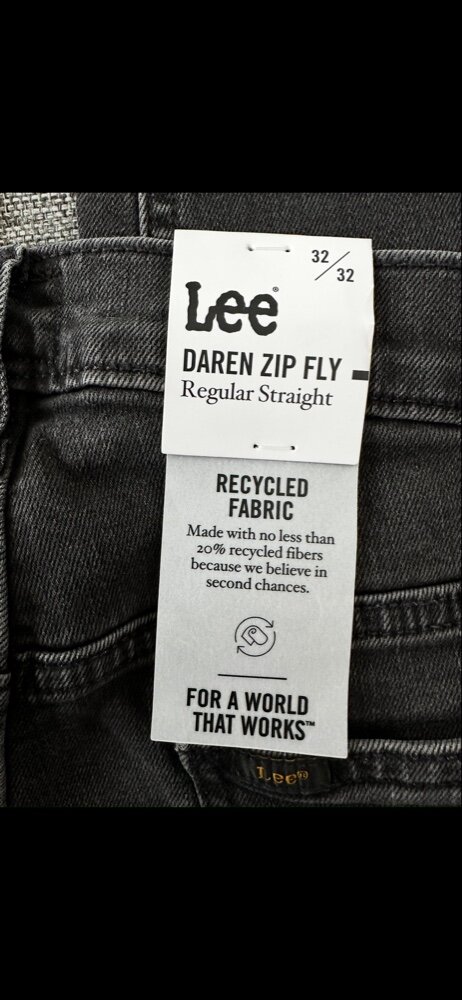 32/32
Lee®
DAREN ZIP FLY
Regular Straight
RECYCLED
FABRIC
Made with no less than
20% recycled fibers
because we believe in
second chances.
FOR A WORLD
THAT WORKS™
Lee®